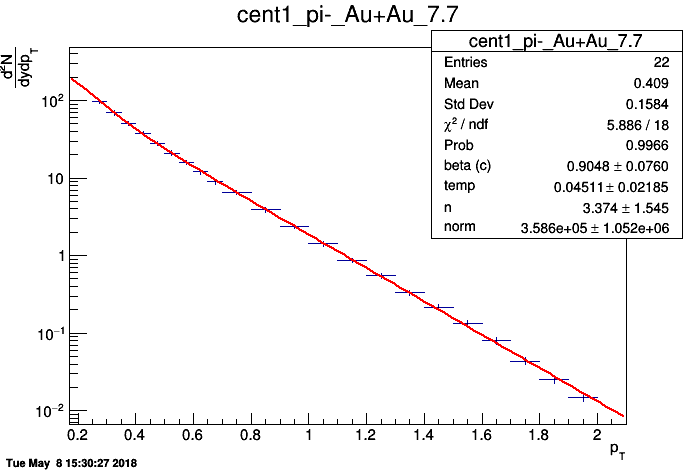 cent1_pi-_Au+Au_7.7
d²N
dydp_T
cent1_pi-_Au+Au_7.7
Entries 22
Mean 0.409
Std Dev 0.1584
χ² / ndf 5.886 / 18
Prob 0.9966
beta (c) 0.9048 ± 0.0760
temp 0.04511 ± 0.02185
n 3.374 ± 1.545
norm 3.586e+05 ± 1.052e+06
10²
10
1
10⁻¹
10⁻²
0.2 0.4 0.6 0.8 1 1.2 1.4 1.6 1.8 2
p_T
Tue May 8 15:30:27 2018